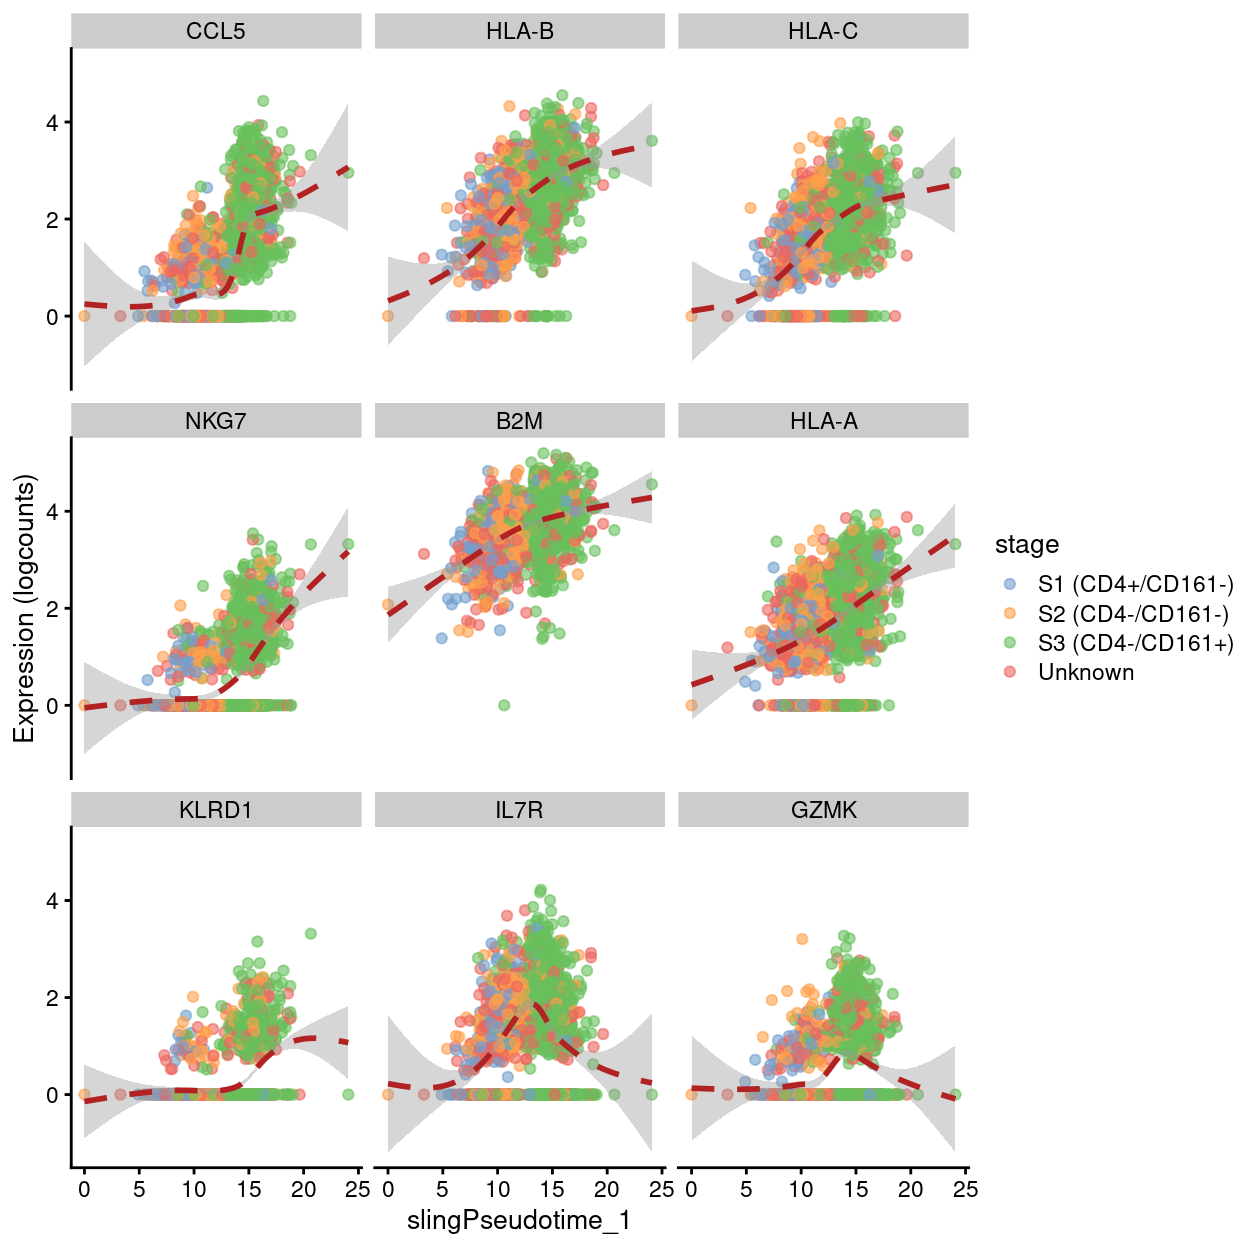 CCL5 HLA-B HLA-C
4
2
0
NKG7 B2M HLA-A
4
2
0
Expression (logcounts)
KLRD1 IL7R GZMK
4
2
0
0 5 10 15 20 25 0 5 10 15 20 25 0 5 10 15 20 25
slingPseudotime_1
stage
S1 (CD4+/CD161-)
S2 (CD4-/CD161-)
S3 (CD4-/CD161+)
Unknown